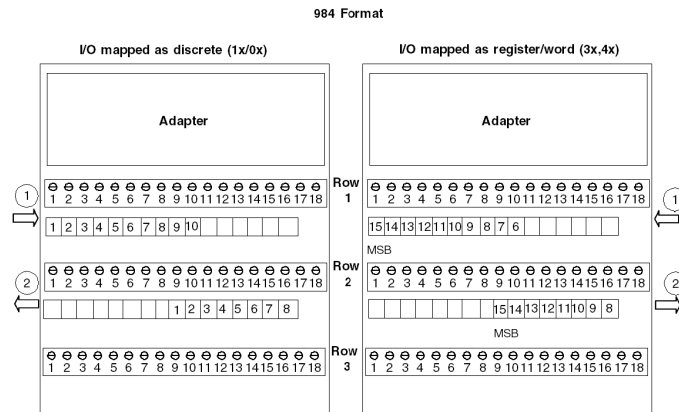 984 Format
I/O mapped as discrete (1x/0x)
I/O mapped as register/word (3x,4x)
Adapter
Adapter
1
Row 1
1
1 2 3 4 5 6 7 8 9 10 11 12 13 14 15 16 17 18
1 2 3 4 5 6 7 8 9 10 11 12 13 14 15 16 17 18
1 2 3 4 5 6 7 8 9 10
15 14 13 12 11 10 9 8 7 6
MSB
2
Row 2
2
1 2 3 4 5 6 7 8 9 10 11 12 13 14 15 16 17 18
1 2 3 4 5 6 7 8 9 10 11 12 13 14 15 16 17 18
1 2 3 4 5 6 7 8
15 14 13 12 11 10 9 8
MSB
Row 3
1 2 3 4 5 6 7 8 9 10 11 12 13 14 15 16 17 18
1 2 3 4 5 6 7 8 9 10 11 12 13 14 15 16 17 18